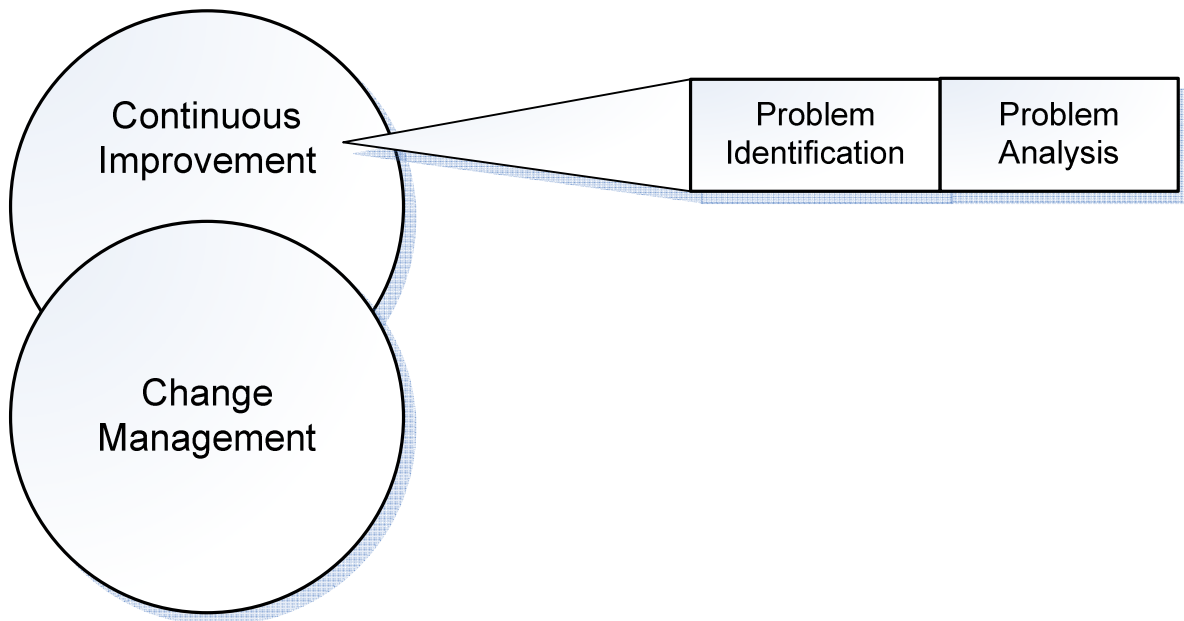 Continuous
Improvement
Problem
Identification
Problem
Analysis
Change
Management